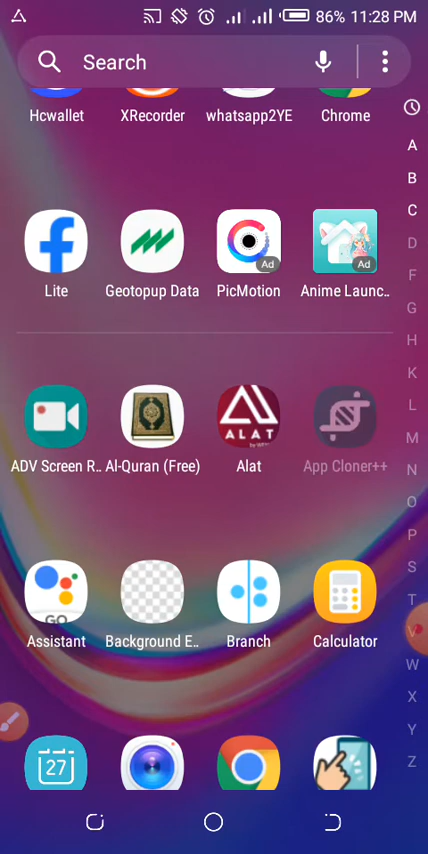 86% 11:28 PM
Search
Hcwallet XRecorder whatsapp2YE Chrome
A
B
C
D
F
G
H
K
L
M
N
O
P
S
T
V
W
X
Y
Z
Ad Ad
Lite Geotopup Data PicMotion Anime Launc..
ALAT
ADV Screen R.. Al-Quran (Free) Alat App Cloner++
GO
Assistant Background E.. Branch Calculator
27